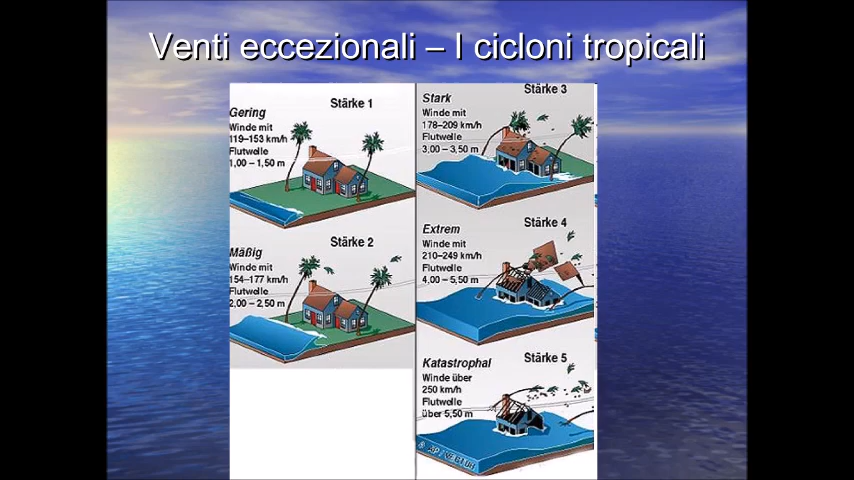 Venti eccezionali – I cicloni tropicali
Stärke 1
Gering
Winde mit
119–153 km/h
Flutwelle
1,00 – 1,50 m
Stärke 2
Mäßig
Winde mit
154–177 km/h
Flutwelle
2,00 – 2,50 m
Stärke 3
Stark
Winde mit
178–209 km/h
Flutwelle
3,00 – 3,50 m
Stärke 4
Extrem
Winde mit
210–249 km/h
Flutwelle
4,00 – 5,50 m
Stärke 5
Katastrophal
Winde über
250 km/h
Flutwelle
über 5,50 m